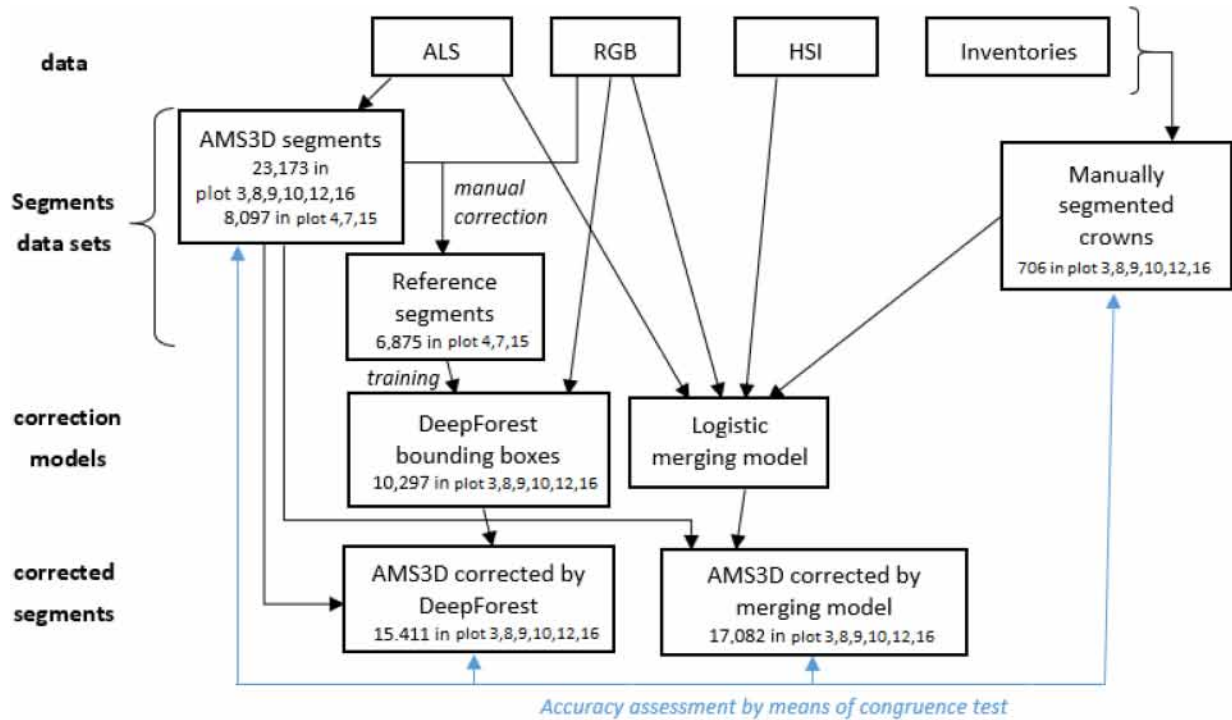 data
ALS
RGB
HSI
Inventories
Segments
data sets
AMS3D segments
23,173 in
plot 3,8,9,10,12,16
8,097 in plot 4,7,15
manual
correction
Manually
segmented
crowns
706 in plot 3,8,9,10,12,16
Reference
segments
6,875 in plot 4,7,15
training
correction
models
DeepForest
bounding boxes
10,297 in plot 3,8,9,10,12,16
Logistic
merging model
corrected
segments
AMS3D corrected by
DeepForest
15.411 in plot 3,8,9,10,12,16
AMS3D corrected by
merging model
17,082 in plot 3,8,9,10,12,16
Accuracy assessment by means of congruence test